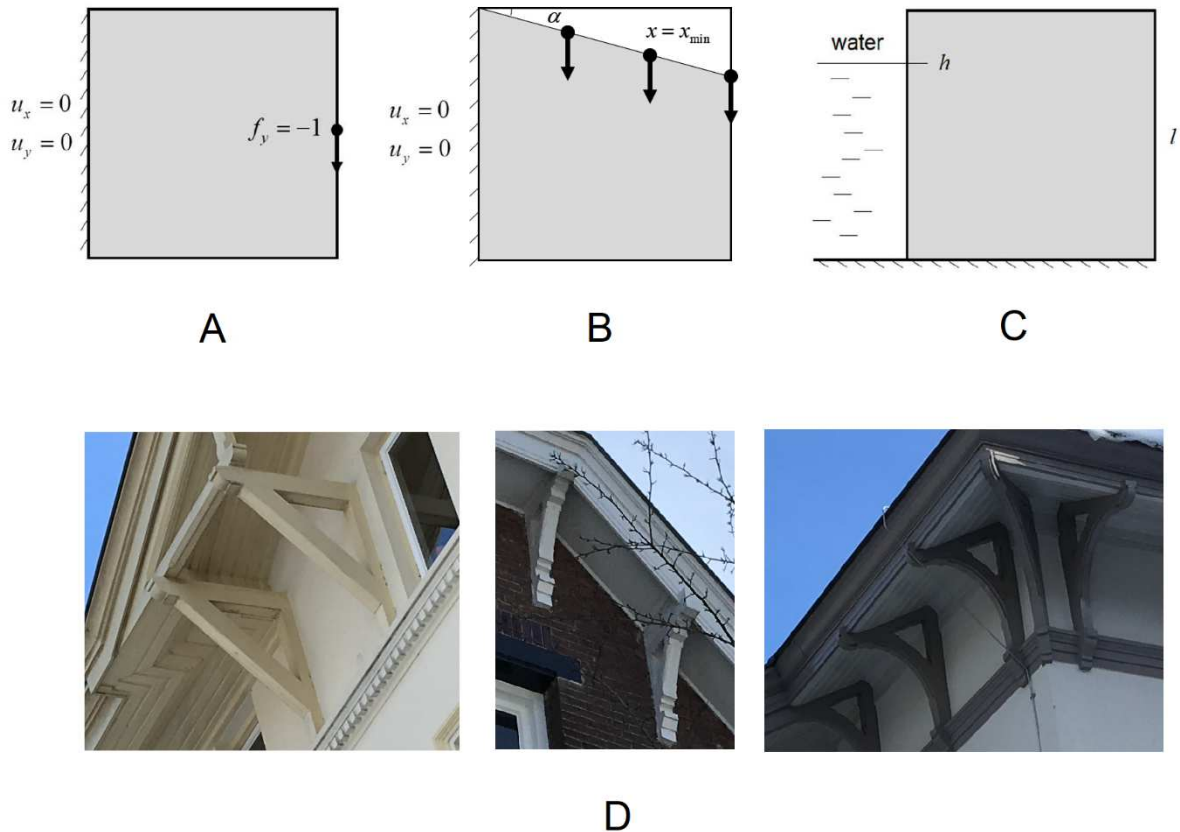 α
x = x_min
water
h
u_x = 0
u_y = 0
f_y = −1
u_x = 0
u_y = 0
l
A
B
C
D